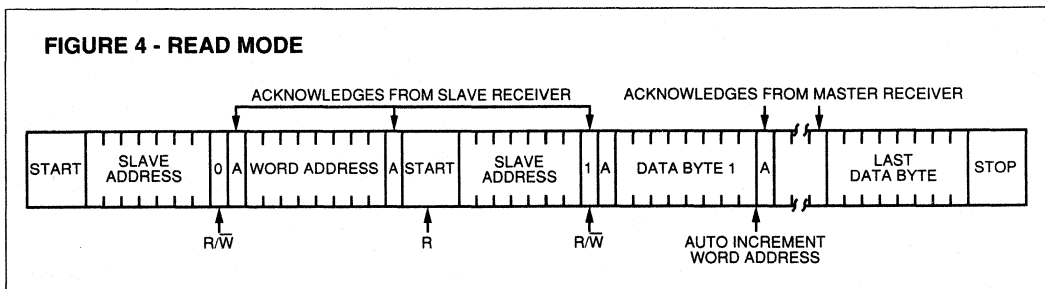 FIGURE 4 - READ MODE
ACKNOWLEDGES FROM SLAVE RECEIVER
ACKNOWLEDGES FROM MASTER RECEIVER
START
SLAVE
ADDRESS
0
A
WORD ADDRESS
A
START
SLAVE
ADDRESS
1
A
DATA BYTE 1
A
LAST
DATA BYTE
STOP
R/W̅
R
R/W̅
AUTO INCREMENT
WORD ADDRESS